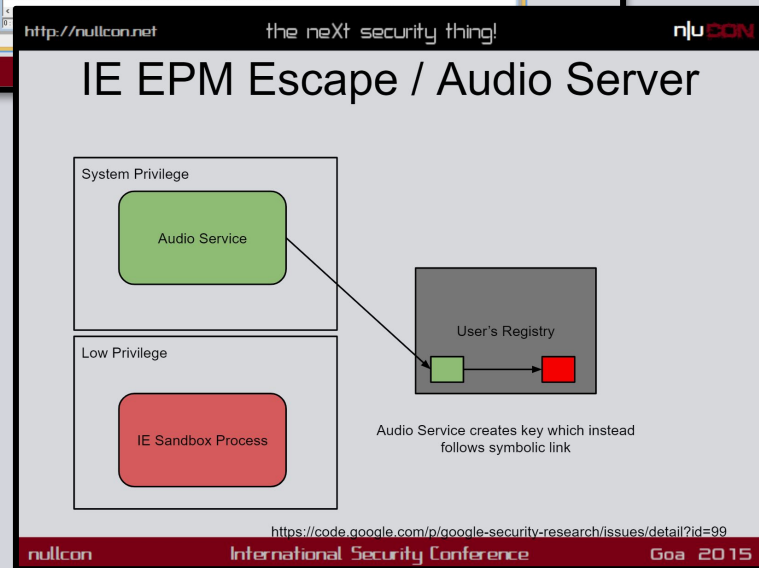 http://nullcon.net
the neXt security thing!
n|uCON
IE EPM Escape / Audio Server
System Privilege
Audio Service
Low Privilege
IE Sandbox Process
User's Registry
Audio Service creates key which instead
follows symbolic link
https://code.google.com/p/google-security-research/issues/detail?id=99
nullcon
International Security Conference
Goa 2015